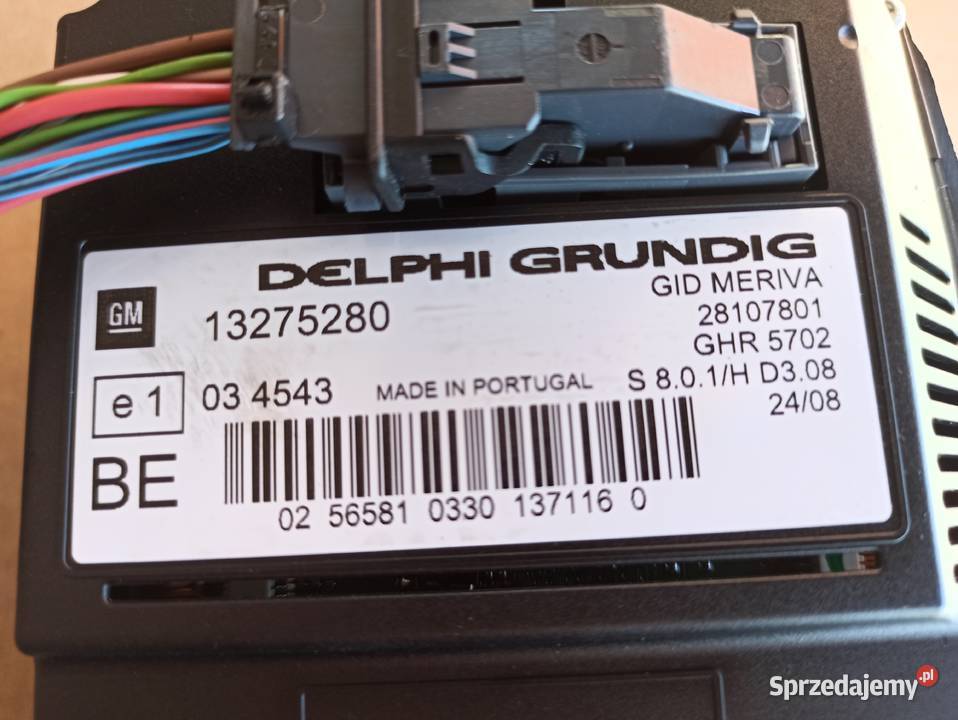 DELPHI GRUNDIG
GM
13275280
GID MERIVA
28107801
GHR 5702
e 1
03 4543
MADE IN PORTUGAL
S 8.0.1/H D3.08
24/08
BE
02 56581 0330 137116 0
Sprzedajemy.pl